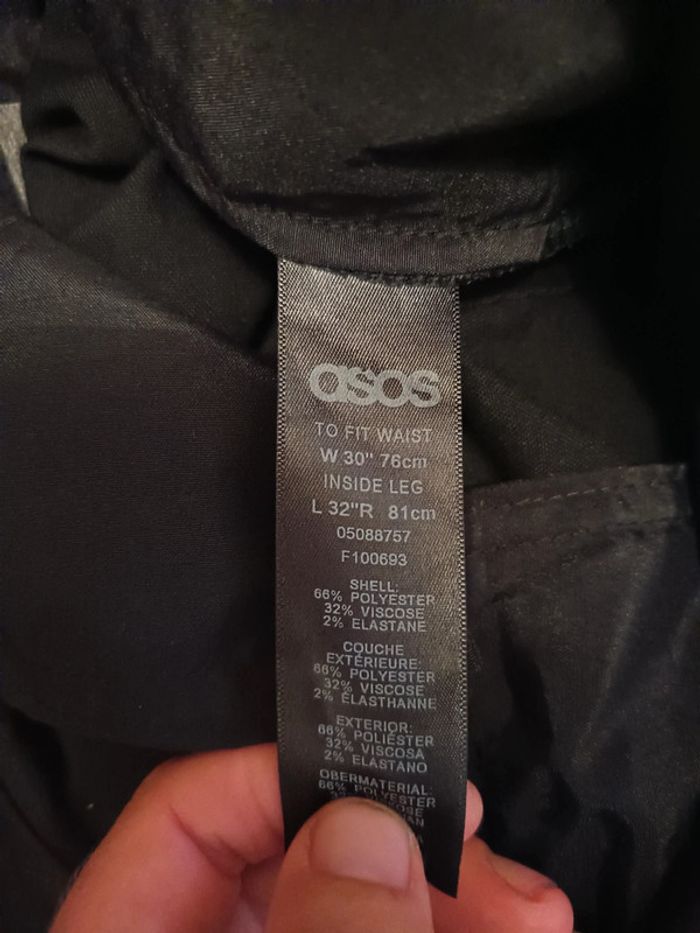 asos
TO FIT WAIST
W 30" 76cm
INSIDE LEG
L 32"R 81cm
05088757
F100693
SHELL:
66% POLYESTER
32% VISCOSE
2% ELASTANE
COUCHE
EXTÉRIEURE:
66% POLYESTER
32% VISCOSE
2% ÉLASTHANNE
EXTERIOR:
66% POLIÉSTER
32% VISCOSA
2% ELASTANO
OBERMATERIAL:
66% POLYESTER